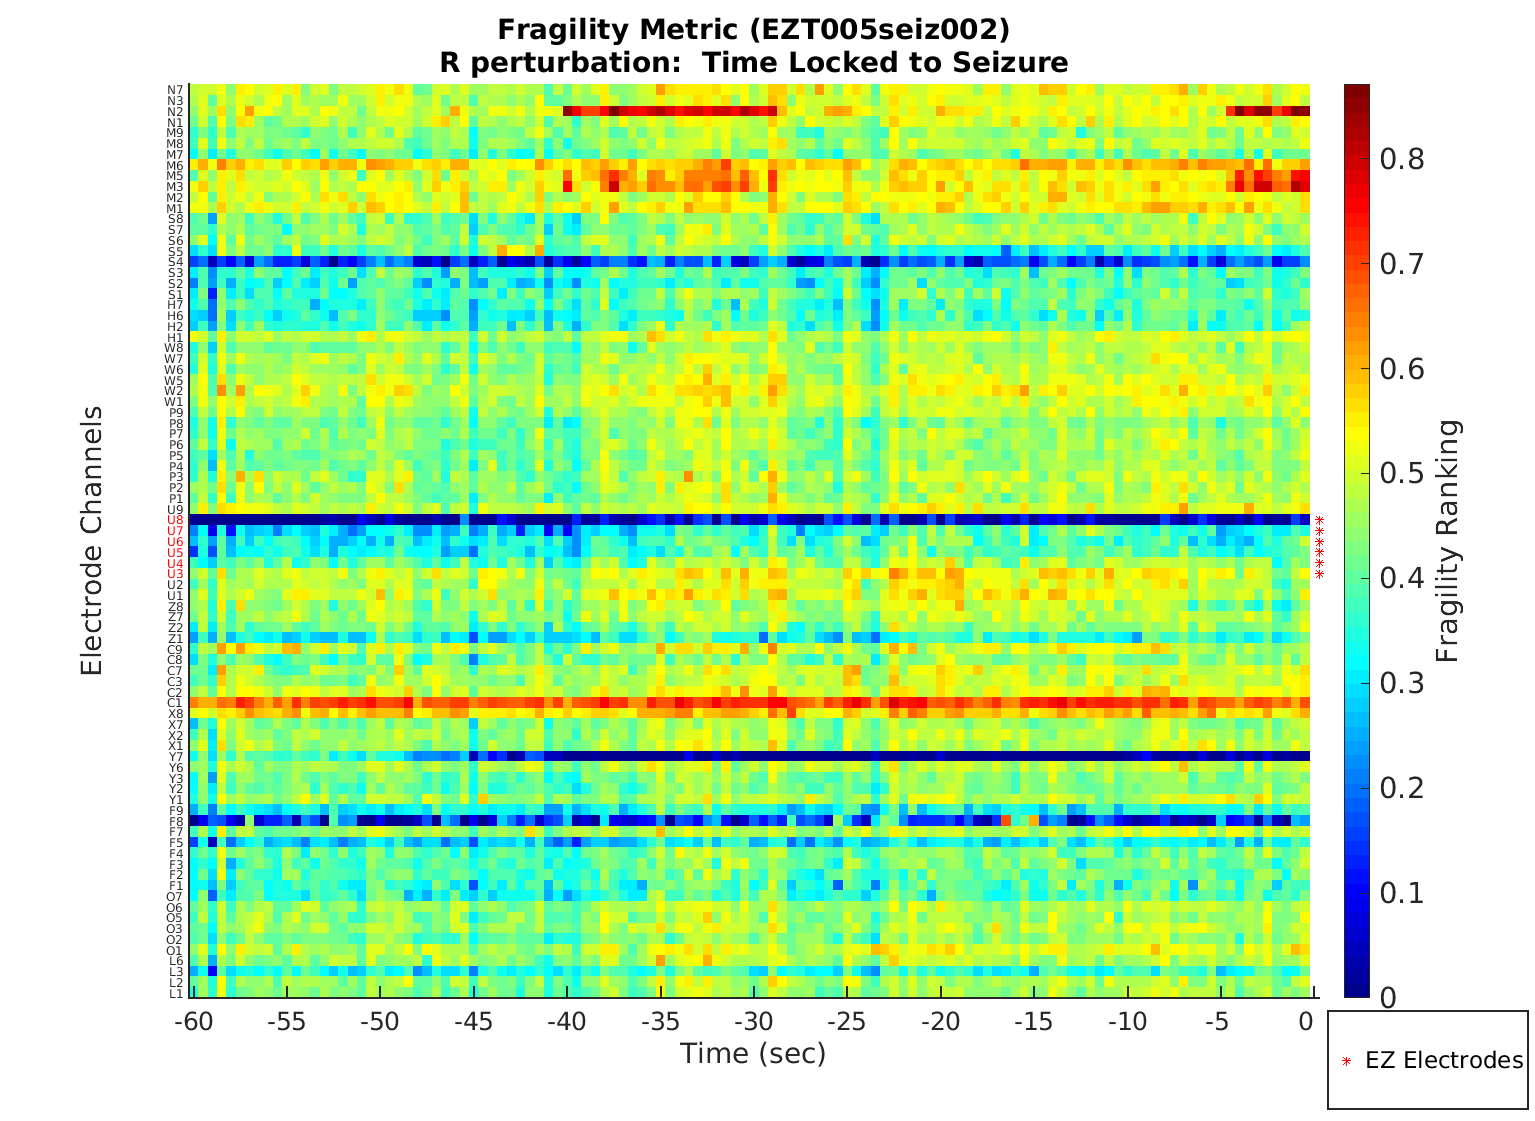 Fragility Metric (EZT005seiz002)
R perturbation:  Time Locked to Seizure
Electrode Channels
N7
N3
N2
N1
M9
M8
M7
M6
M5
M3
M2
M1
S8
S7
S6
S5
S4
S3
S2
S1
H7
H6
H2
H1
W8
W7
W6
W5
W2
W1
P9
P8
P7
P6
P5
P4
P3
P2
P1
U9
U8
U7
U6
U5
U4
U3
U2
U1
Z8
Z7
Z2
Z1
C9
C8
C7
C3
C2
C1
X8
X7
X2
X1
Y7
Y6
Y3
Y2
Y1
F9
F8
F7
F5
F4
F3
F2
F1
O7
O6
O5
O3
O2
O1
L6
L3
L2
L1
-60 -55 -50 -45 -40 -35 -30 -25 -20 -15 -10 -5 0
Time (sec)
0.8
0.7
0.6
0.5
0.4
0.3
0.2
0.1
0
Fragility Ranking
EZ Electrodes